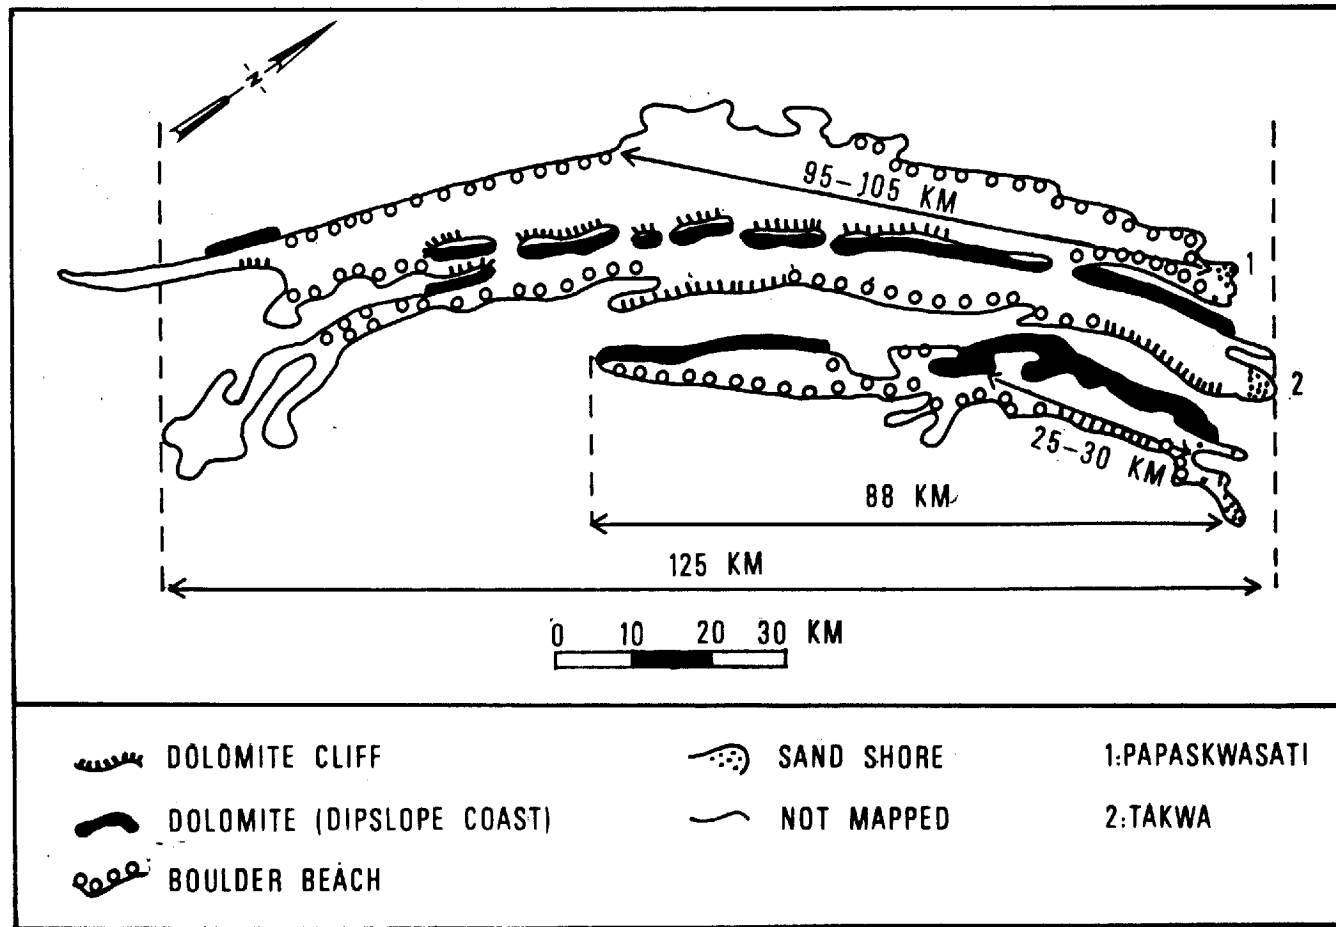 N
95-105 KM
1
2
25-30 KM
88 KM
125 KM
0 10 20 30 KM
DOLOMITE CLIFF
SAND SHORE
1:PAPASKWASATI
DOLOMITE (DIPSLOPE COAST)
NOT MAPPED
2:TAKWA
BOULDER BEACH